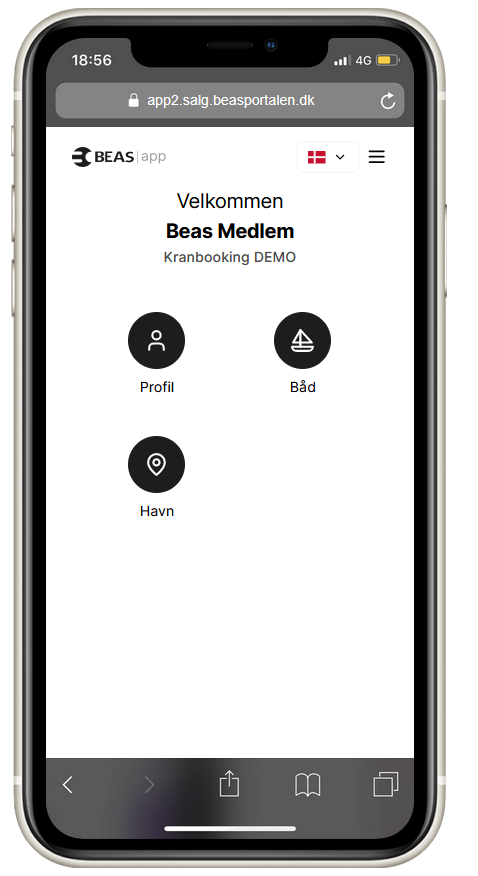 18:56
4G
app2.salg.beasportalen.dk
BEAS app
Velkommen
Beas Medlem
Kranbooking DEMO
Profil
Båd
Havn